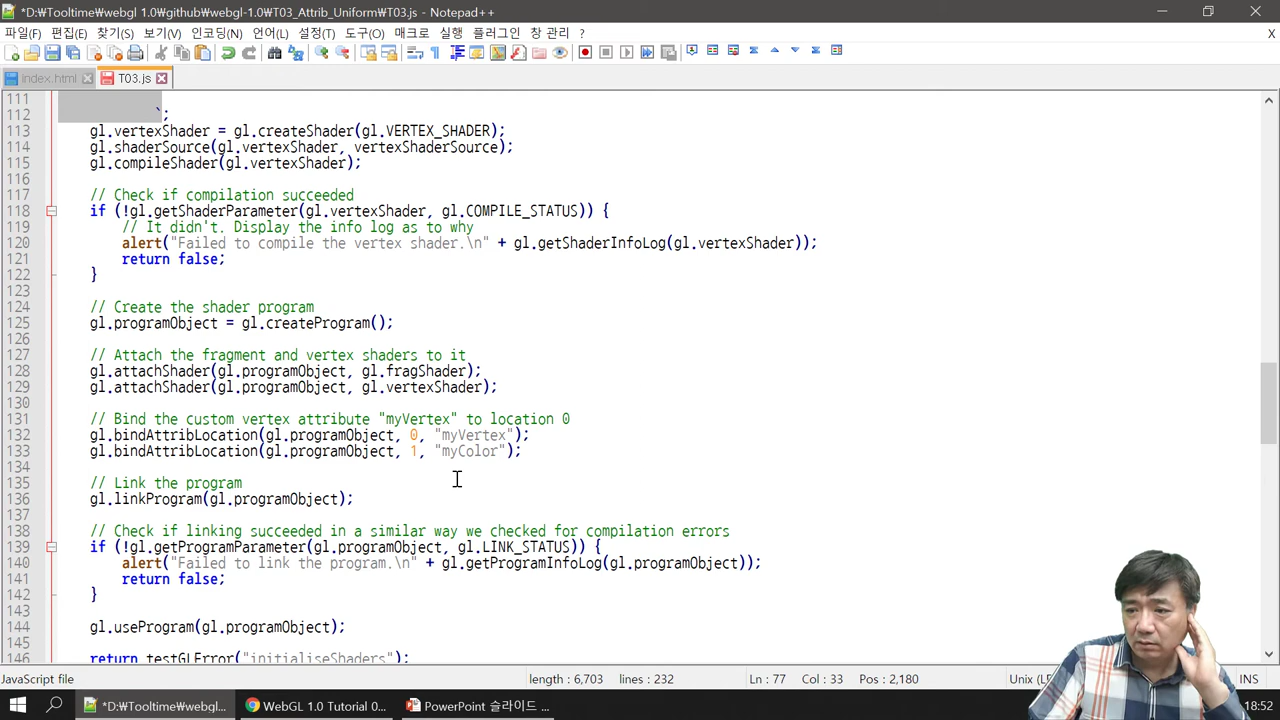 *D:₩Tooltime₩webgl 1.0₩github₩webgl-1.0₩T03_Attrib_Uniform₩T03.js - Notepad++
파일(F) 편집(E) 찾기(S) 보기(V) 인코딩(N) 언어(L) 설정(T) 도구(O) 매크로 실행 플러그인 창 관리 ? X
index.html T03.js
111
112 `;
113 gl.vertexShader = gl.createShader(gl.VERTEX_SHADER);
114 gl.shaderSource(gl.vertexShader, vertexShaderSource);
115 gl.compileShader(gl.vertexShader);
116
117 // Check if compilation succeeded
118 if (!gl.getShaderParameter(gl.vertexShader, gl.COMPILE_STATUS)) {
119 // It didn't. Display the info log as to why
120 alert("Failed to compile the vertex shader.\n" + gl.getShaderInfoLog(gl.vertexShader));
121 return false;
122 }
123
124 // Create the shader program
125 gl.programObject = gl.createProgram();
126
127 // Attach the fragment and vertex shaders to it
128 gl.attachShader(gl.programObject, gl.fragShader);
129 gl.attachShader(gl.programObject, gl.vertexShader);
130
131 // Bind the custom vertex attribute "myVertex" to location 0
132 gl.bindAttribLocation(gl.programObject, 0, "myVertex");
133 gl.bindAttribLocation(gl.programObject, 1, "myColor");
134
135 // Link the program
136 gl.linkProgram(gl.programObject);
137
138 // Check if linking succeeded in a similar way we checked for compilation errors
139 if (!gl.getProgramParameter(gl.programObject, gl.LINK_STATUS)) {
140 alert("Failed to link the program.\n" + gl.getProgramInfoLog(gl.programObject));
141 return false;
142 }
143
144 gl.useProgram(gl.programObject);
145
146 return testGLError("initialiseShaders");
JavaScript file length : 6,703 lines : 232 Ln : 77 Col : 33 Pos : 2,180 Unix (L INS
*D:₩Tooltime₩webgl... WebGL 1.0 Tutorial 0... PowerPoint 슬라이드 ... 18:52